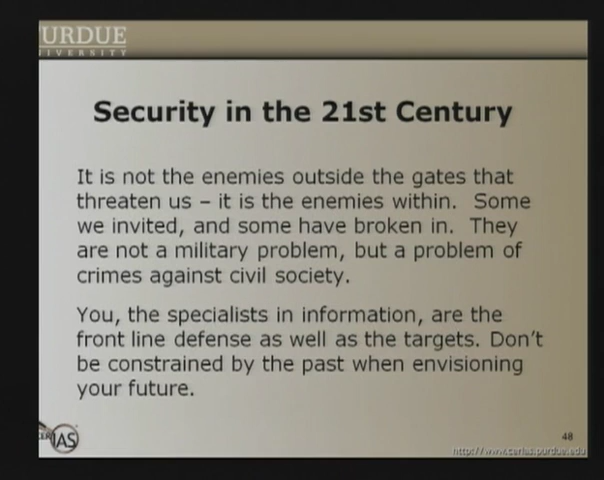 URDUE
IVERSITY
Security in the 21st Century
It is not the enemies outside the gates that
threaten us – it is the enemies within. Some
we invited, and some have broken in. They
are not a military problem, but a problem of
crimes against civil society.
You, the specialists in information, are the
front line defense as well as the targets. Don't
be constrained by the past when envisioning
your future.
IAS
48
http://www.cerias.purdue.edu